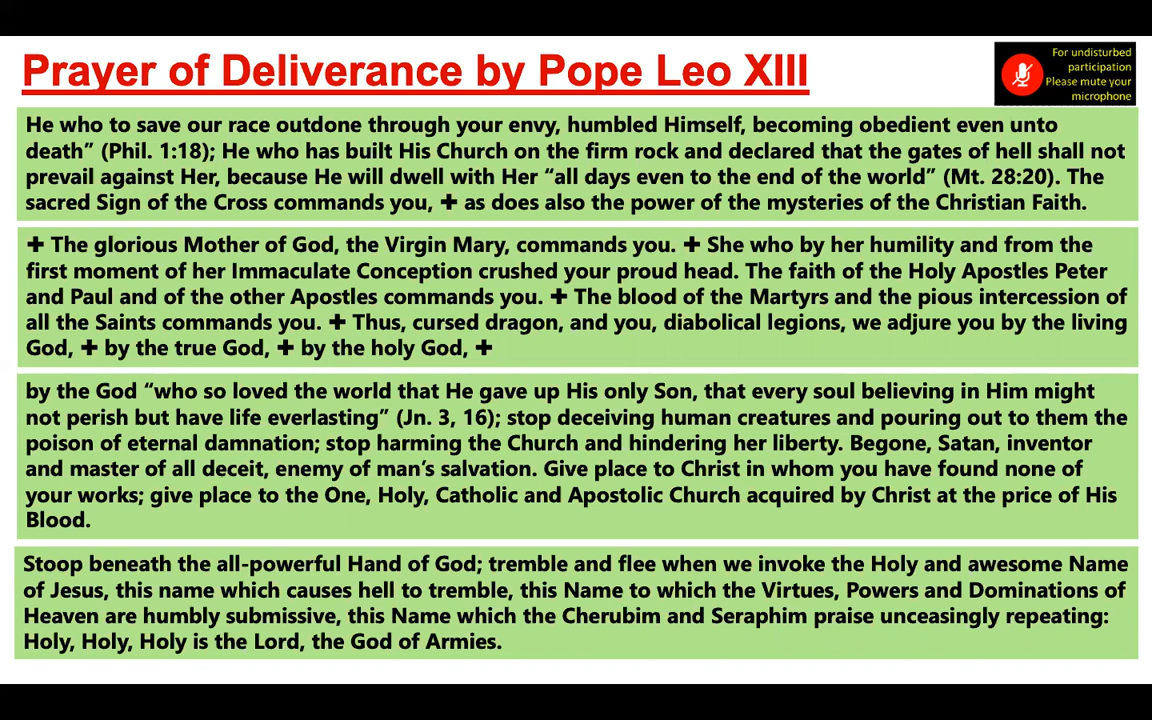 Prayer of Deliverance by Pope Leo XIII
For undisturbed
participation
Please mute your
microphone
He who to save our race outdone through your envy, humbled Himself, becoming obedient even unto
death” (Phil. 1:18); He who has built His Church on the firm rock and declared that the gates of hell shall not
prevail against Her, because He will dwell with Her “all days even to the end of the world” (Mt. 28:20). The
sacred Sign of the Cross commands you, ✚ as does also the power of the mysteries of the Christian Faith.
✚ The glorious Mother of God, the Virgin Mary, commands you. ✚ She who by her humility and from the
first moment of her Immaculate Conception crushed your proud head. The faith of the Holy Apostles Peter
and Paul and of the other Apostles commands you. ✚ The blood of the Martyrs and the pious intercession of
all the Saints commands you. ✚ Thus, cursed dragon, and you, diabolical legions, we adjure you by the living
God, ✚ by the true God, ✚ by the holy God, ✚
by the God “who so loved the world that He gave up His only Son, that every soul believing in Him might
not perish but have life everlasting” (Jn. 3, 16); stop deceiving human creatures and pouring out to them the
poison of eternal damnation; stop harming the Church and hindering her liberty. Begone, Satan, inventor
and master of all deceit, enemy of man’s salvation. Give place to Christ in whom you have found none of
your works; give place to the One, Holy, Catholic and Apostolic Church acquired by Christ at the price of His
Blood.
Stoop beneath the all-powerful Hand of God; tremble and flee when we invoke the Holy and awesome Name
of Jesus, this name which causes hell to tremble, this Name to which the Virtues, Powers and Dominations of
Heaven are humbly submissive, this Name which the Cherubim and Seraphim praise unceasingly repeating:
Holy, Holy, Holy is the Lord, the God of Armies.